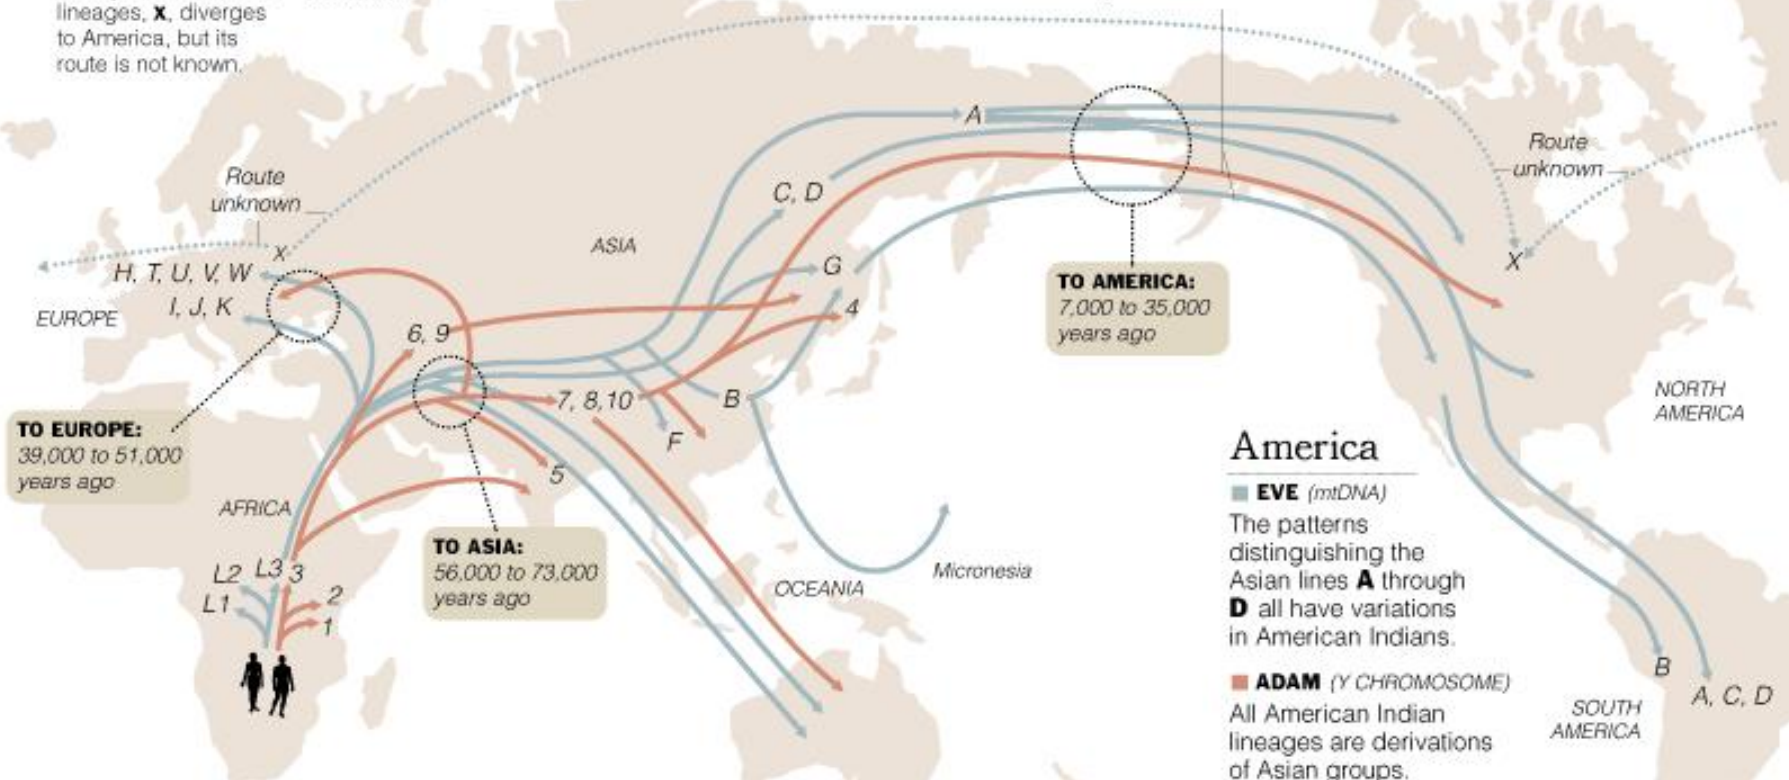 lineages, x, diverges
to America, but its
route is not known.
Route
unknown
X
H, T, U, V, W
I, J, K
EUROPE
ASIA
6, 9
A
C, D
G
4
7, 8,10
B
F
5
TO EUROPE:
39,000 to 51,000
years ago
AFRICA
TO ASIA:
56,000 to 73,000
years ago
L2
L3
3
L1
2
1
OCEANIA
Micronesia
TO AMERICA:
7,000 to 35,000
years ago
Route
unknown
X
NORTH
AMERICA
America
EVE (mtDNA)
The patterns
distinguishing the
Asian lines A through
D all have variations
in American Indians.
ADAM (Y CHROMOSOME)
All American Indian
lineages are derivations
of Asian groups.
B
A, C, D
SOUTH
AMERICA